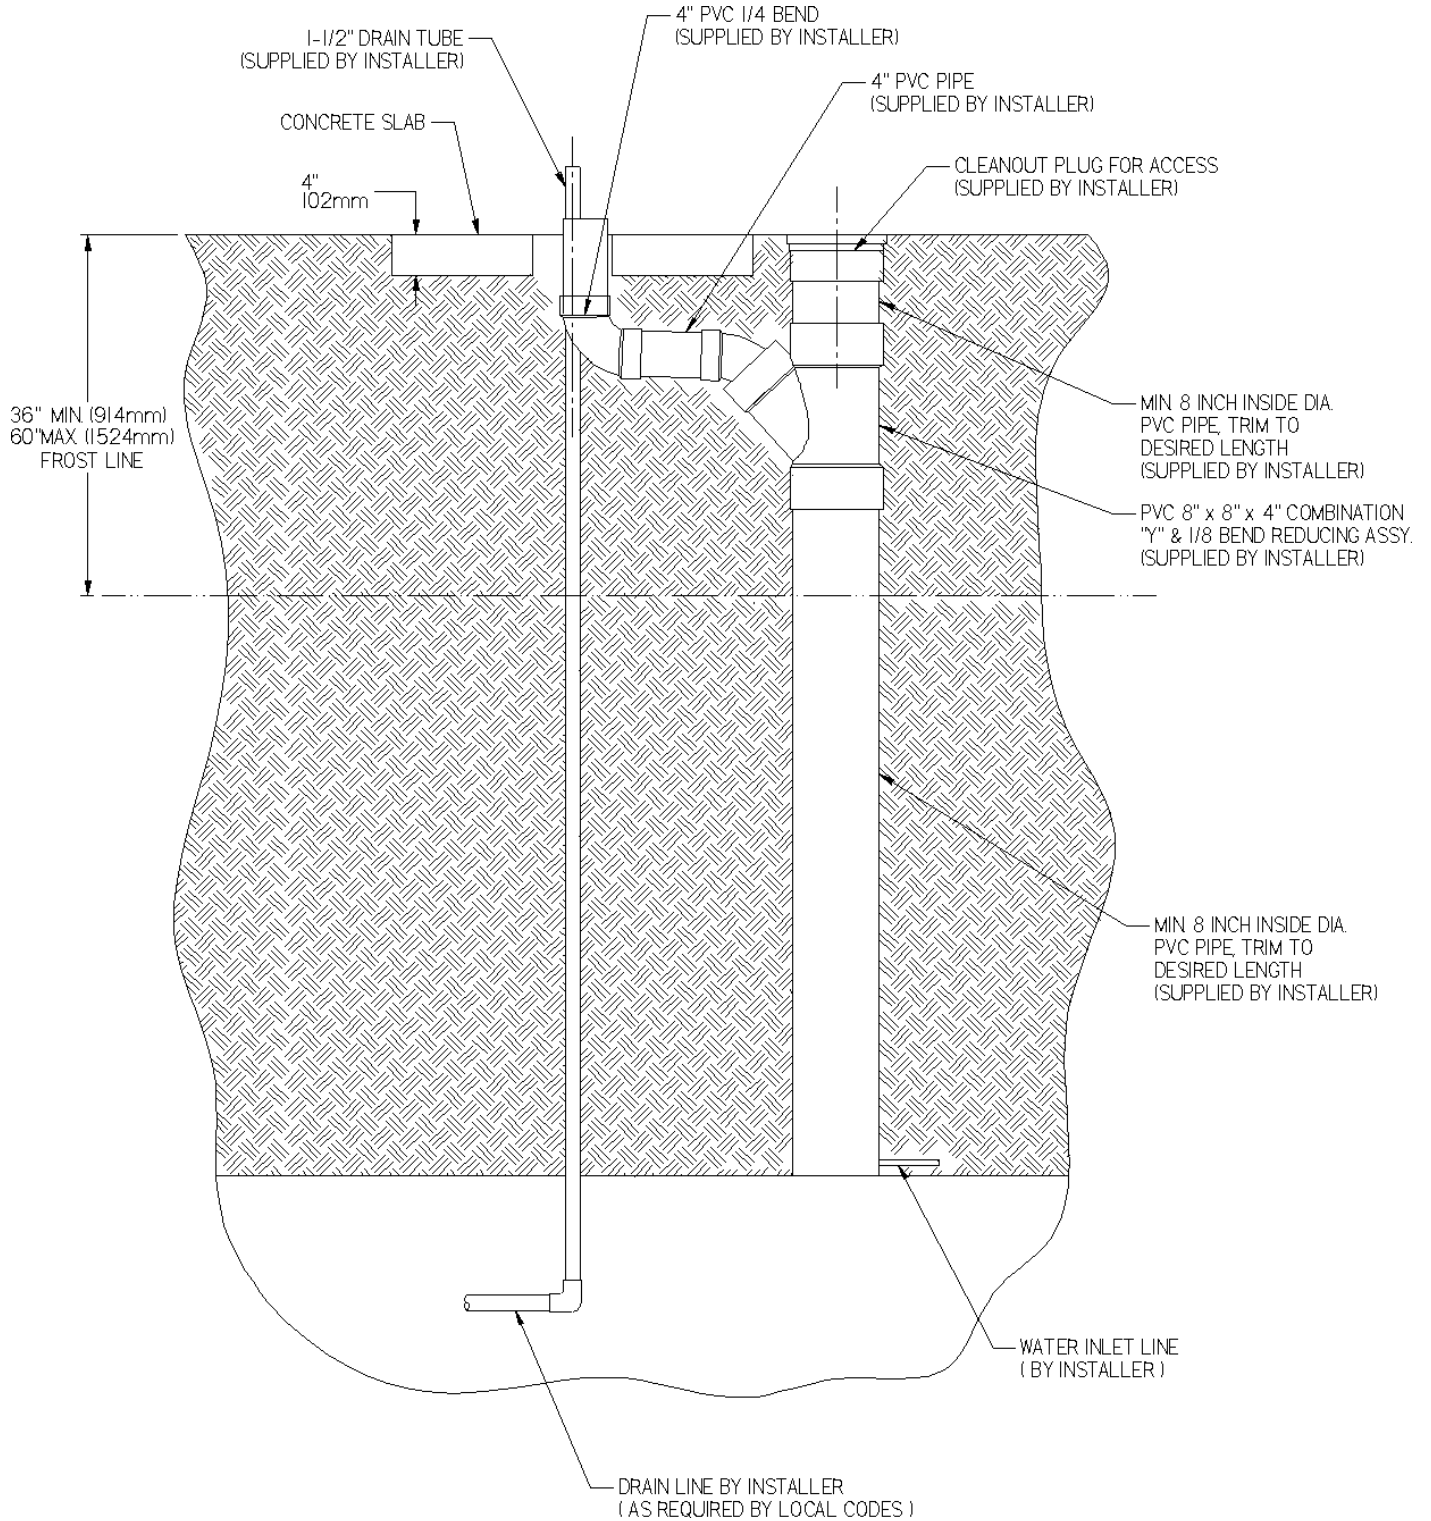 4" PVC 1/4 BEND
(SUPPLIED BY INSTALLER)
1-1/2" DRAIN TUBE
(SUPPLIED BY INSTALLER)
4" PVC PIPE
(SUPPLIED BY INSTALLER)
CONCRETE SLAB
CLEANOUT PLUG FOR ACCESS
(SUPPLIED BY INSTALLER)
4"
102mm
36" MIN. (914mm)
60"MAX. (1524mm)
FROST LINE
MIN. 8 INCH INSIDE DIA.
PVC PIPE, TRIM TO
DESIRED LENGTH
(SUPPLIED BY INSTALLER)
PVC 8" x 8" x 4" COMBINATION
"Y" & 1/8 BEND REDUCING ASSY.
(SUPPLIED BY INSTALLER)
MIN. 8 INCH INSIDE DIA.
PVC PIPE, TRIM TO
DESIRED LENGTH
(SUPPLIED BY INSTALLER)
WATER INLET LINE
( BY INSTALLER )
DRAIN LINE BY INSTALLER
( AS REQUIRED BY LOCAL CODES )